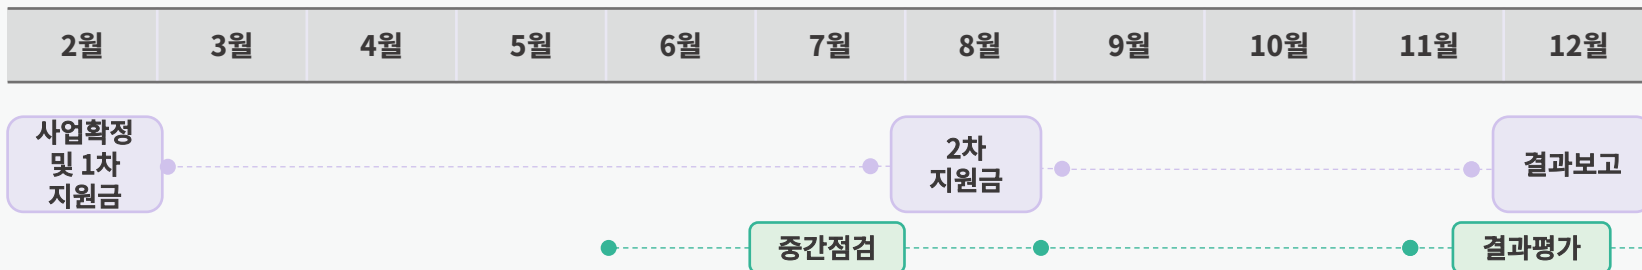 2월 3월 4월 5월 6월 7월 8월 9월 10월 11월 12월
사업확정
및 1차
지원금
2차
지원금
결과보고
중간점검
결과평가